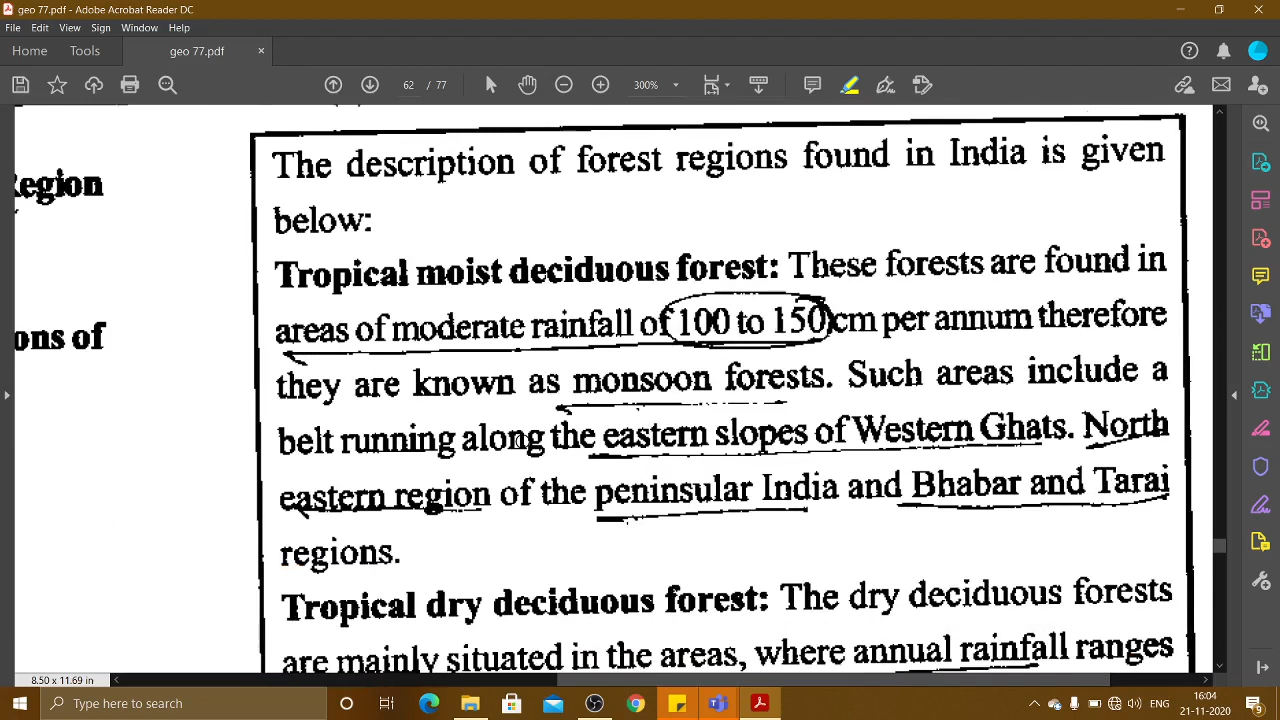 geo 77.pdf - Adobe Acrobat Reader DC
File Edit View Sign Window Help
Home Tools geo 77.pdf ×
62 / 77 300%
The description of forest regions found in India is given
below:
Region
Tropical moist deciduous forest: These forests are found in
areas of moderate rainfall of 100 to 150 cm per annum therefore
ons of
they are known as monsoon forests. Such areas include a
belt running along the eastern slopes of Western Ghats. North
eastern region of the peninsular India and Bhabar and Tarai
regions.
Tropical dry deciduous forest: The dry deciduous forests
are mainly situated in the areas, where annual rainfall ranges
8.50 x 11.69 in
Type here to search
16:04
21-11-2020
9